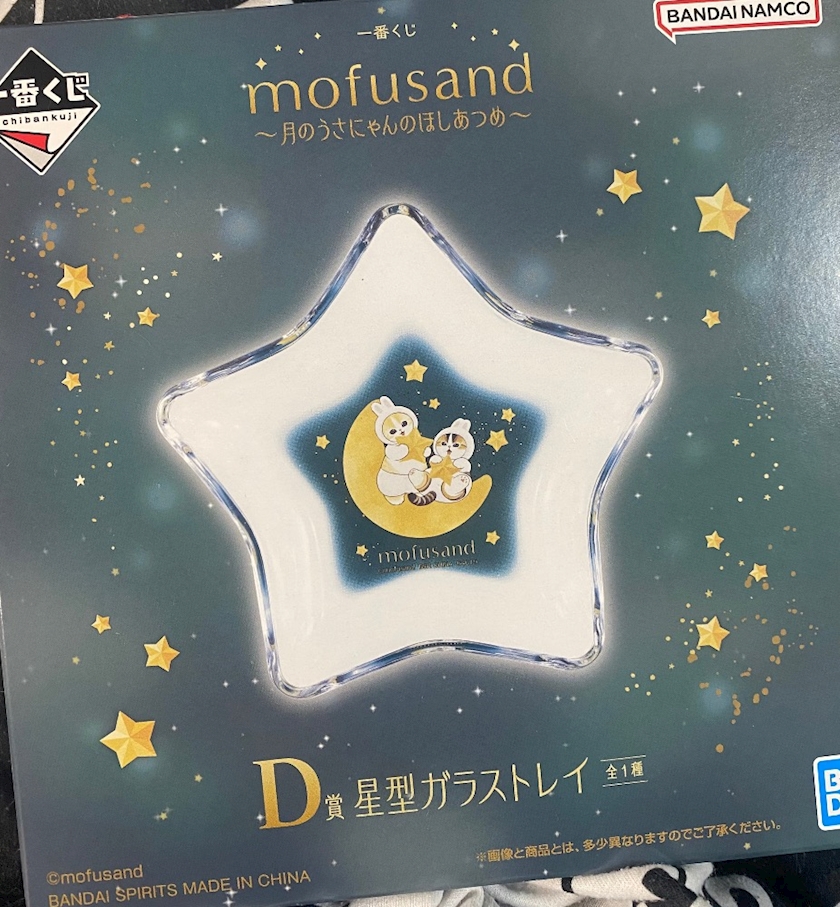 一番くじ
BANDAI NAMCO
mofusand
〜月のうさにゃんのほしあつめ〜
一番くじ
chibankuji
mofusand
D賞 星型ガラストレイ 全1種
※画像と商品とは、多少異なりますのでご了承ください。
©mofusand
BANDAI SPIRITS MADE IN CHINA